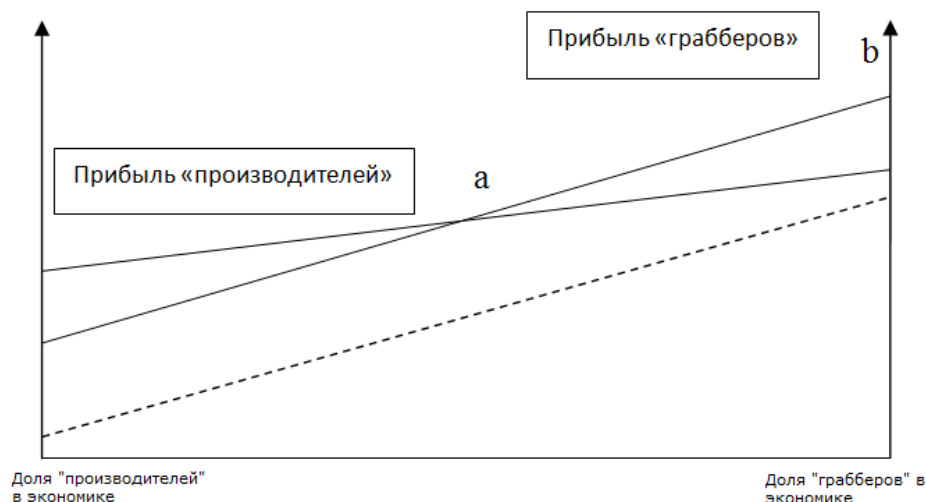 Прибыль «грабберов»
b
Прибыль «производителей»
a
Доля "производителей"
в экономике
Доля "грабберов" в
экономике